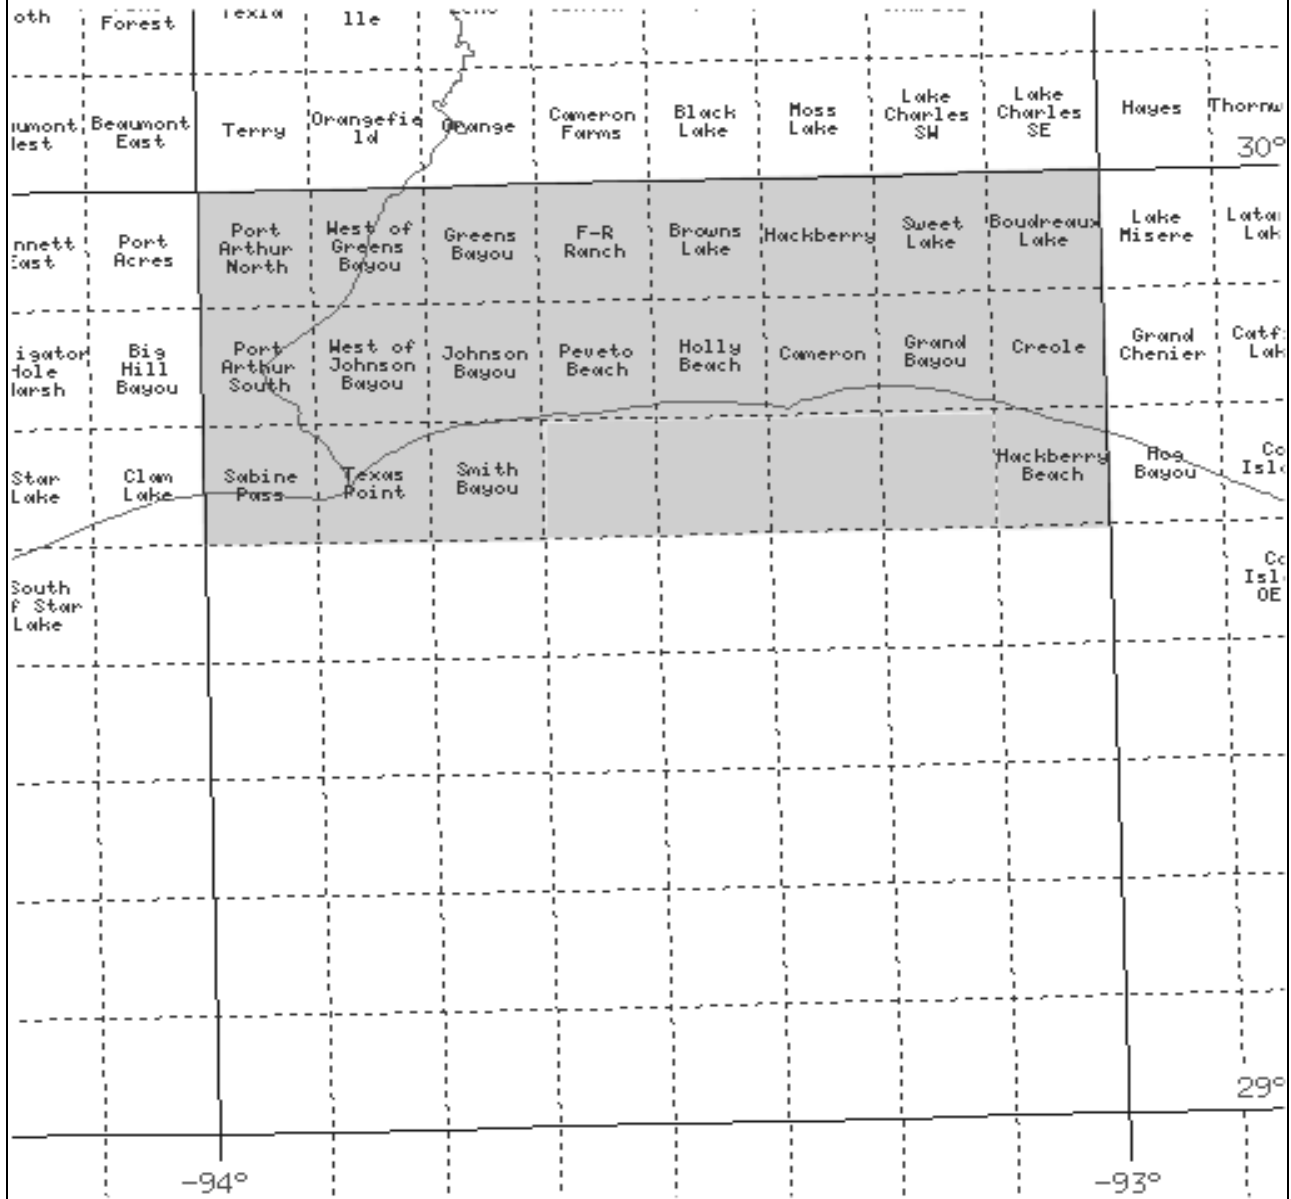 oth
Forest
lle
Beaumont
East
Terry
Orangefie
ld
Orange
Cameron
Farms
Black
Lake
Moss
Lake
Lake
Charles
SW
Lake
Charles
SE
Hayes
Thornw
30°
nnett
East
Port
Acres
Port
Arthur
North
West of
Greens
Bayou
Greens
Bayou
F-R
Ranch
Browns
Lake
Hackberry
Sweet
Lake
Boudreaux
Lake
Lake
Misere
igator
Hole
Marsh
Big
Hill
Bayou
Port
Arthur
South
West of
Johnson
Bayou
Johnson
Bayou
Peveto
Beach
Holly
Beach
Cameron
Grand
Bayou
Creole
Grand
Chenier
Star
Lake
Clam
Lake
Sabine
Pass
Texas
Point
Smith
Bayou
Hackberry
Beach
Hog
Bayou
South
f Star
Lake
29°
-94°
-93°